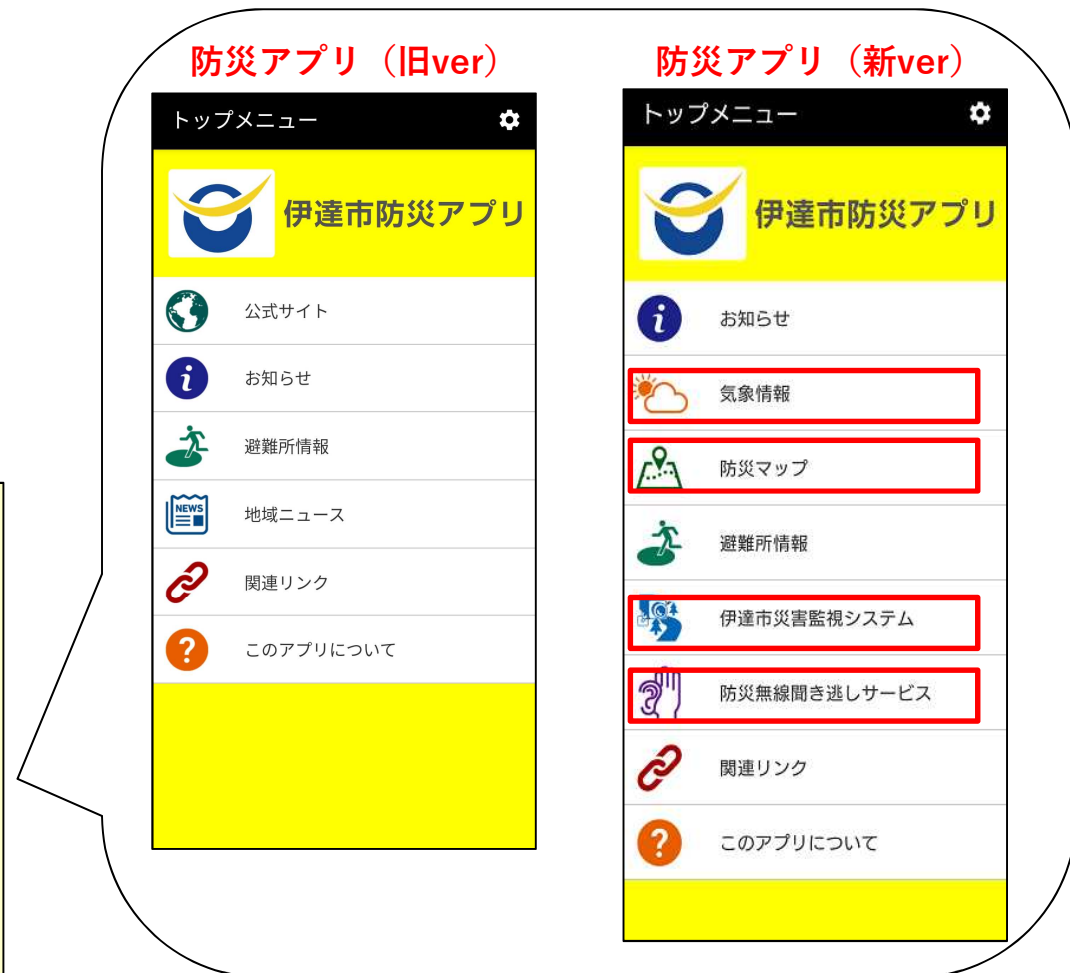 防災アプリ（旧ver）
トップメニュー
伊達市防災アプリ
公式サイト
お知らせ
避難所情報
NEWS
地域ニュース
関連リンク
このアプリについて
防災アプリ（新ver）
トップメニュー
伊達市防災アプリ
お知らせ
気象情報
防災マップ
避難所情報
伊達市災害監視システム
防災無線聞き逃しサービス
関連リンク
このアプリについて